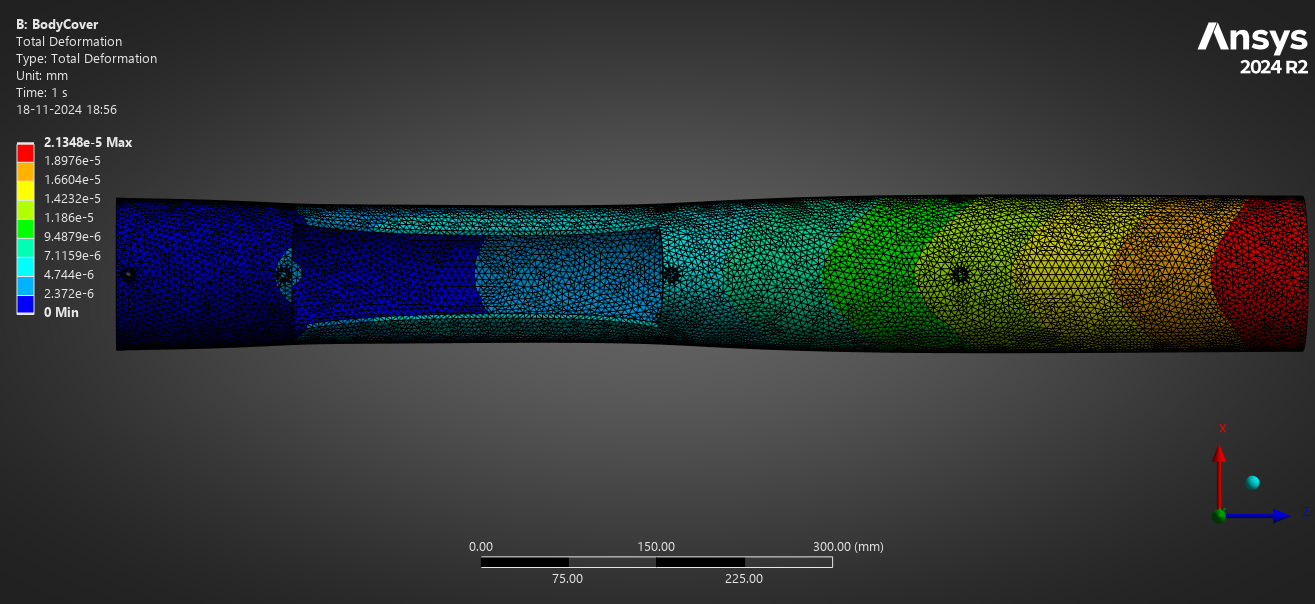 B: BodyCover
Total Deformation
Type: Total Deformation
Unit: mm
Time: 1 s
18-11-2024 18:56
2.1348e-5 Max
1.8976e-5
1.6604e-5
1.4232e-5
1.186e-5
9.4879e-6
7.1159e-6
4.744e-6
2.372e-6
0 Min
Ansys
2024 R2
X
Z
0.00 150.00 300.00 (mm)
75.00 225.00